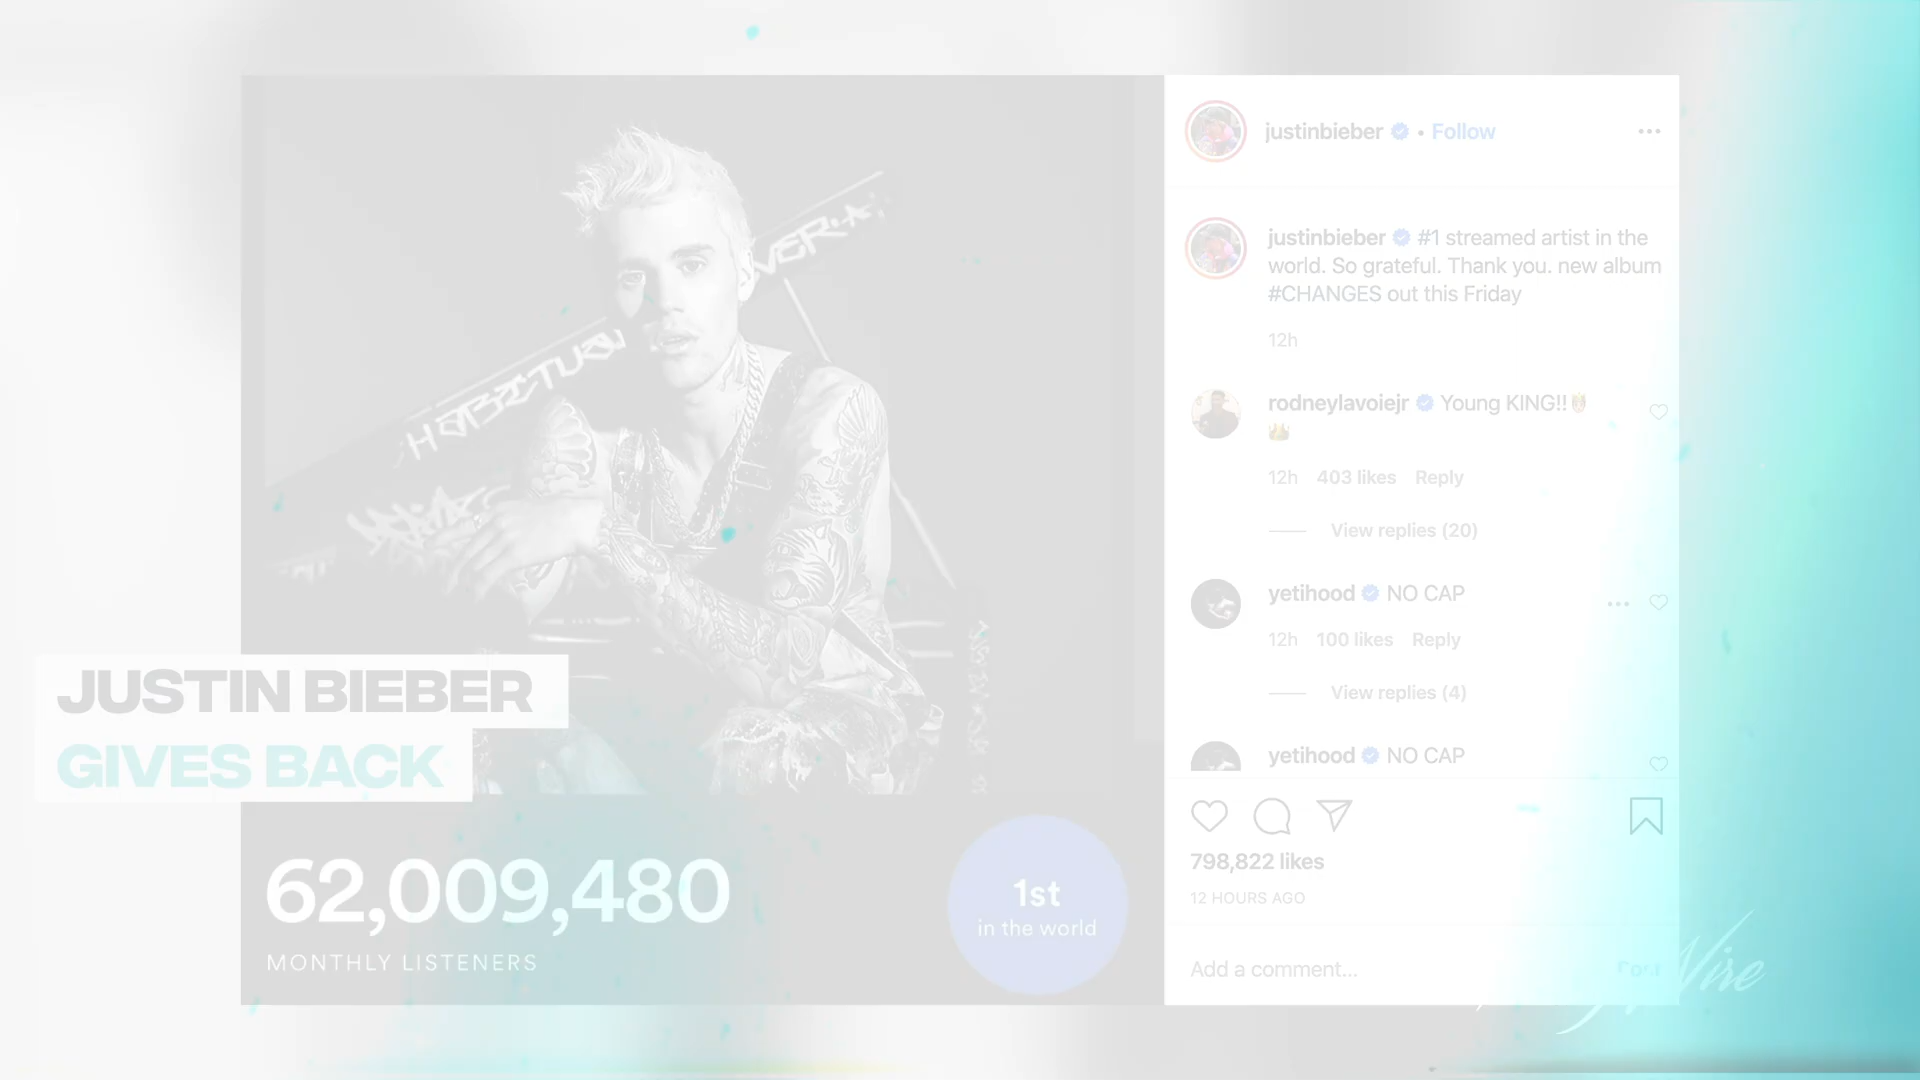 justinbieber • Follow
justinbieber #1 streamed artist in the
world. So grateful. Thank you. new album
#CHANGES out this Friday
12h
rodneylavoiejr Young KING!!
12h 403 likes Reply
View replies (20)
yetihood NO CAP
12h 100 likes Reply
View replies (4)
yetihood NO CAP
798,822 likes
12 HOURS AGO
Add a comment...
HABITUAL
JUSTIN BIEBER
GIVES BACK
62,009,480
MONTHLY LISTENERS
1st
in the world